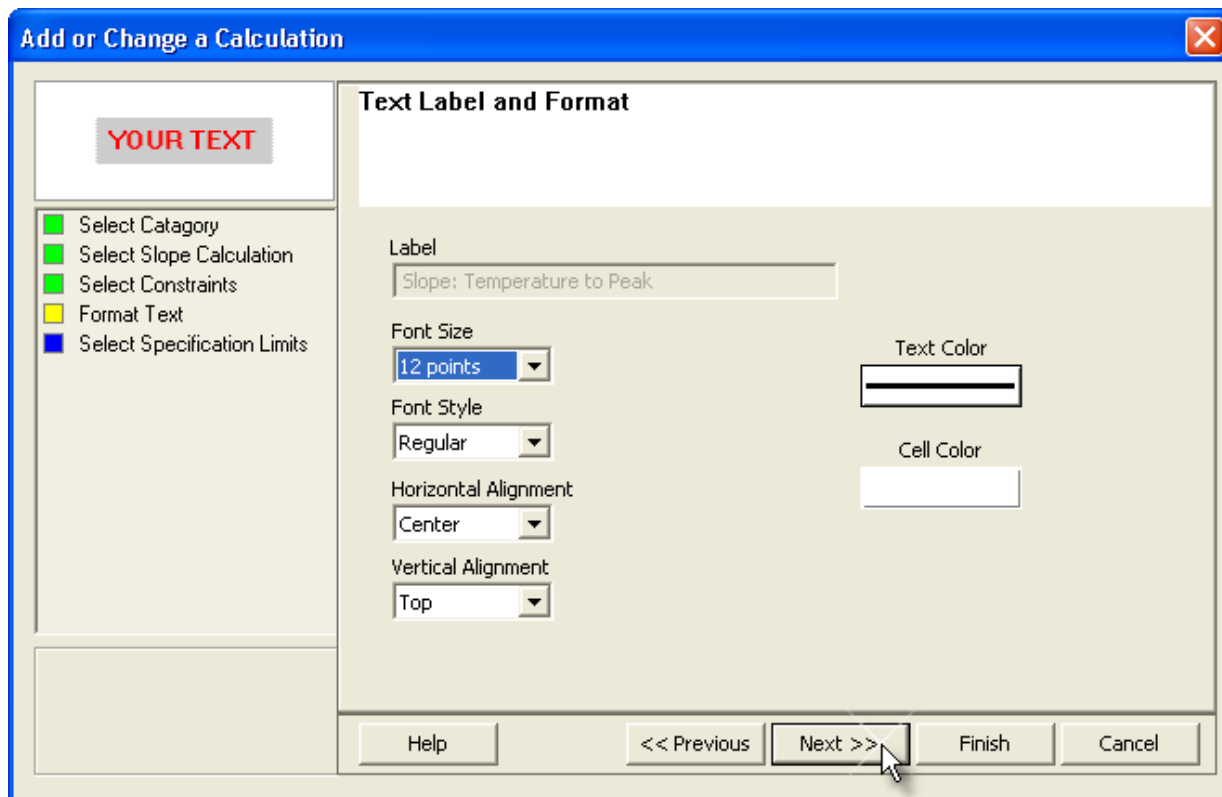 Add or Change a Calculation
YOUR TEXT
Select Catagory
Select Slope Calculation
Select Constraints
Format Text
Select Specification Limits
Text Label and Format
Label
Slope: Temperature to Peak
Font Size
12 points
Font Style
Regular
Horizontal Alignment
Center
Vertical Alignment
Top
Text Color
Cell Color
Help
<< Previous
Next >>
Finish
Cancel